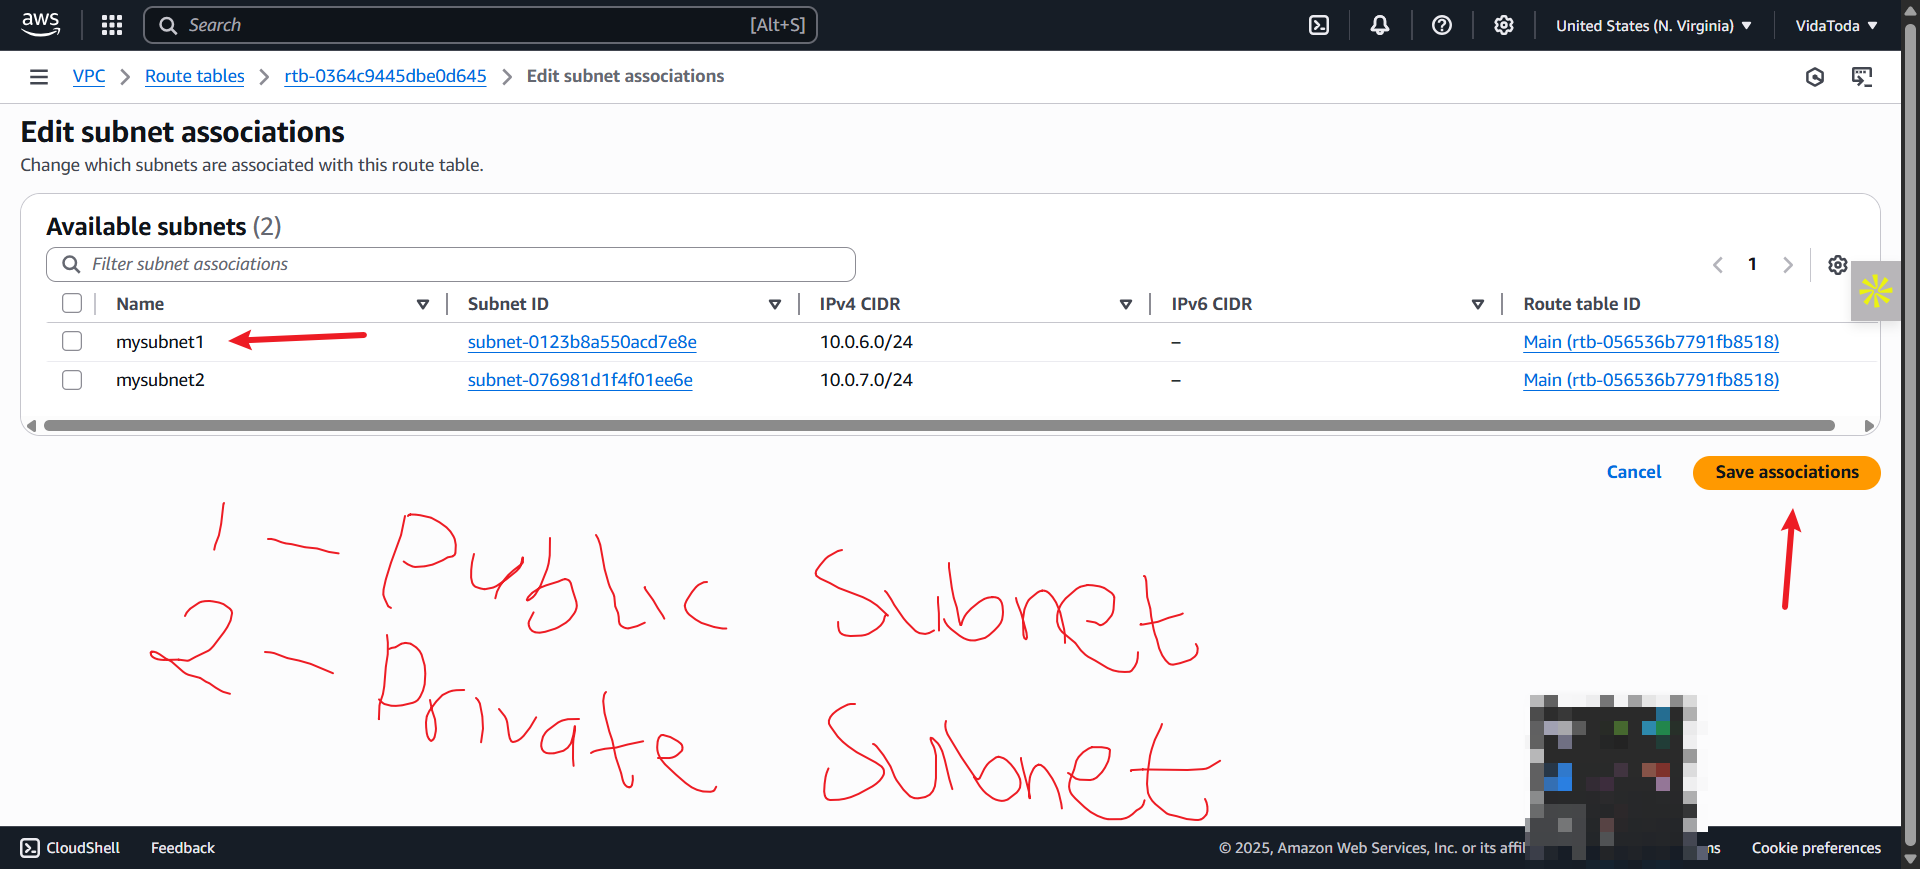 aws Search [Alt+S] United States (N. Virginia) VidaToda
VPC Route tables rtb-0364c9445dbe0d645 Edit subnet associations
Edit subnet associations
Change which subnets are associated with this route table.
Available subnets (2)
Filter subnet associations 1
Name Subnet ID IPv4 CIDR IPv6 CIDR Route table ID
mysubnet1 subnet-0123b8a550acd7e8e 10.0.6.0/24 – Main (rtb-056536b7791fb8518)
mysubnet2 subnet-076981d1f4f01ee6e 10.0.7.0/24 – Main (rtb-056536b7791fb8518)
Cancel Save associations
1 — Public Subnet
2 — Private Subnet
CloudShell Feedback © 2025, Amazon Web Services, Inc. or its Cookie preferences